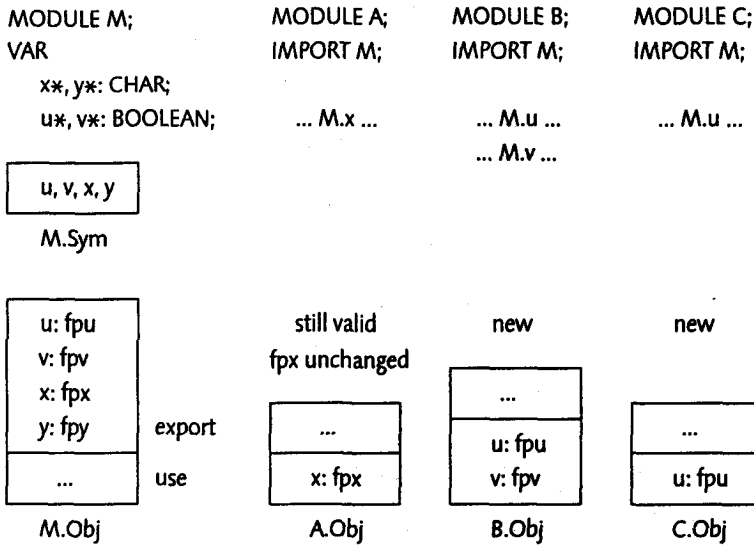 MODULE M; MODULE A; MODULE B; MODULE C;
VAR IMPORT M; IMPORT M; IMPORT M;
x*, y*: CHAR;
u*, v*: BOOLEAN; ... M.x ... ... M.u ... ... M.u ...
... M.v ...
u, v, x, y
M.Sym
u: fpu still valid new new
v: fpv fpx unchanged
x: fpx ...
y: fpy export ... u: fpu ...
... use x: fpx v: fpv u: fpu
M.Obj A.Obj B.Obj C.Obj